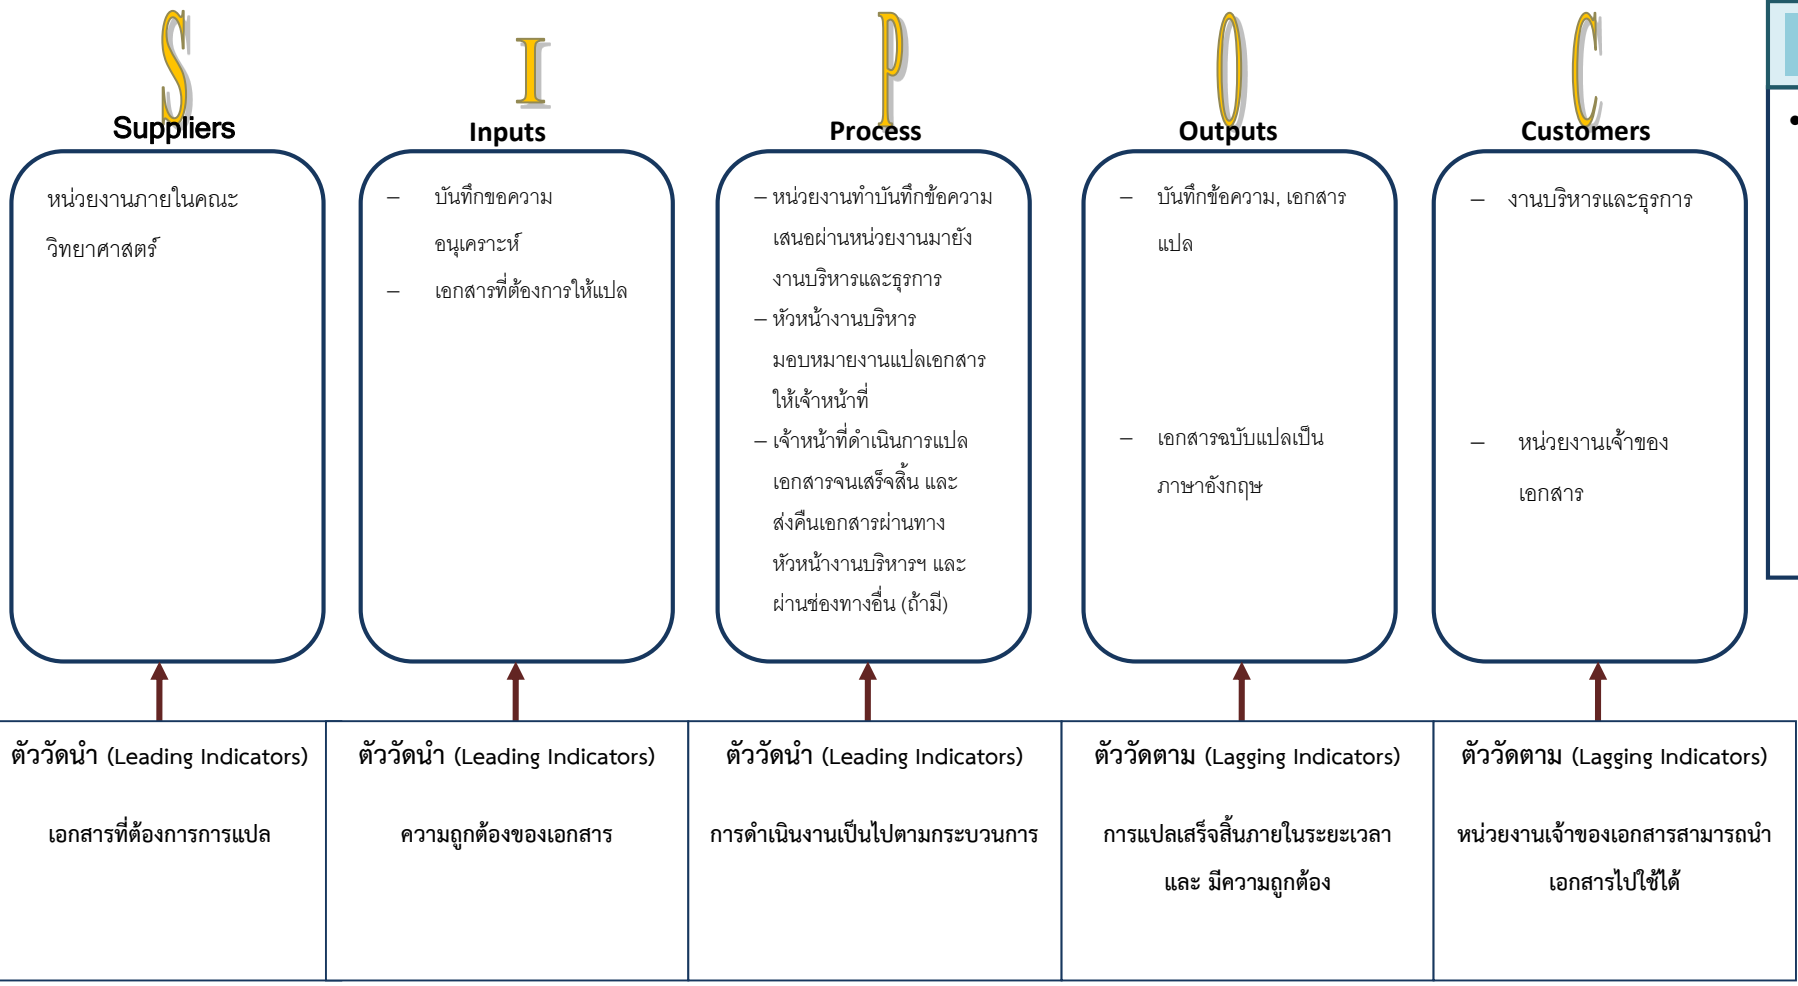 S
I
P
O
C
Suppliers
Inputs
Process
Outputs
Customers
หน่วยงานภายในคณะ
วิทยาศาสตร์
– บันทึกขอความ
อนุเคราะห์
– เอกสารที่ต้องการให้แปล
– หน่วยงานทำบันทึกข้อความ
เสนอผ่านหน่วยงานมายัง
งานบริหารและธุรการ
– หัวหน้างานบริหาร
มอบหมายงานแปลเอกสาร
ให้เจ้าหน้าที่
– เจ้าหน้าที่ดำเนินการแปล
เอกสารจนเสร็จสิ้น และ
ส่งคืนเอกสารผ่านทาง
หัวหน้างานบริหารฯ และ
ผ่านช่องทางอื่น (ถ้ามี)
– บันทึกข้อความ, เอกสาร
แปล
– เอกสารฉบับแปลเป็น
ภาษาอังกฤษ
– งานบริหารและธุรการ
– หน่วยงานเจ้าของ
เอกสาร
ตัววัดนำ (Leading Indicators)
เอกสารที่ต้องการการแปล
ตัววัดนำ (Leading Indicators)
ความถูกต้องของเอกสาร
ตัววัดนำ (Leading Indicators)
การดำเนินงานเป็นไปตามกระบวนการ
ตัววัดตาม (Lagging Indicators)
การแปลเสร็จสิ้นภายในระยะเวลา
และ มีความถูกต้อง
ตัววัดตาม (Lagging Indicators)
หน่วยงานเจ้าของเอกสารสามารถนำ
เอกสารไปใช้ได้